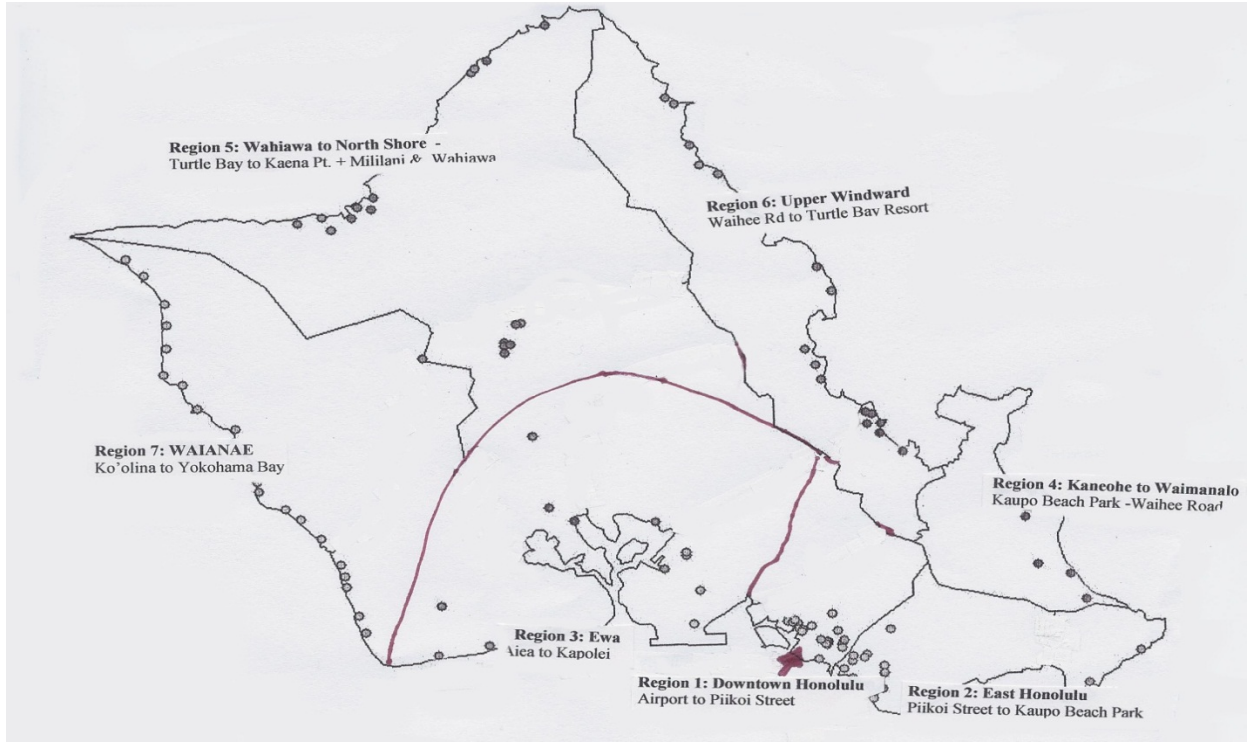 Region 5: Wahiawa to North Shore -
Turtle Bay to Kaena Pt. + Mililani & Wahiawa
Region 6: Upper Windward
Waihee Rd to Turtle Bay Resort
Region 7: WAIANAE
Ko'olina to Yokohama Bay
Region 4: Kaneohe to Waimanalo
Kaupo Beach Park -Waihee Road
Region 3: Ewa
Aiea to Kapolei
Region 1: Downtown Honolulu
Airport to Piikoi Street
Region 2: East Honolulu
Piikoi Street to Kaupo Beach Park